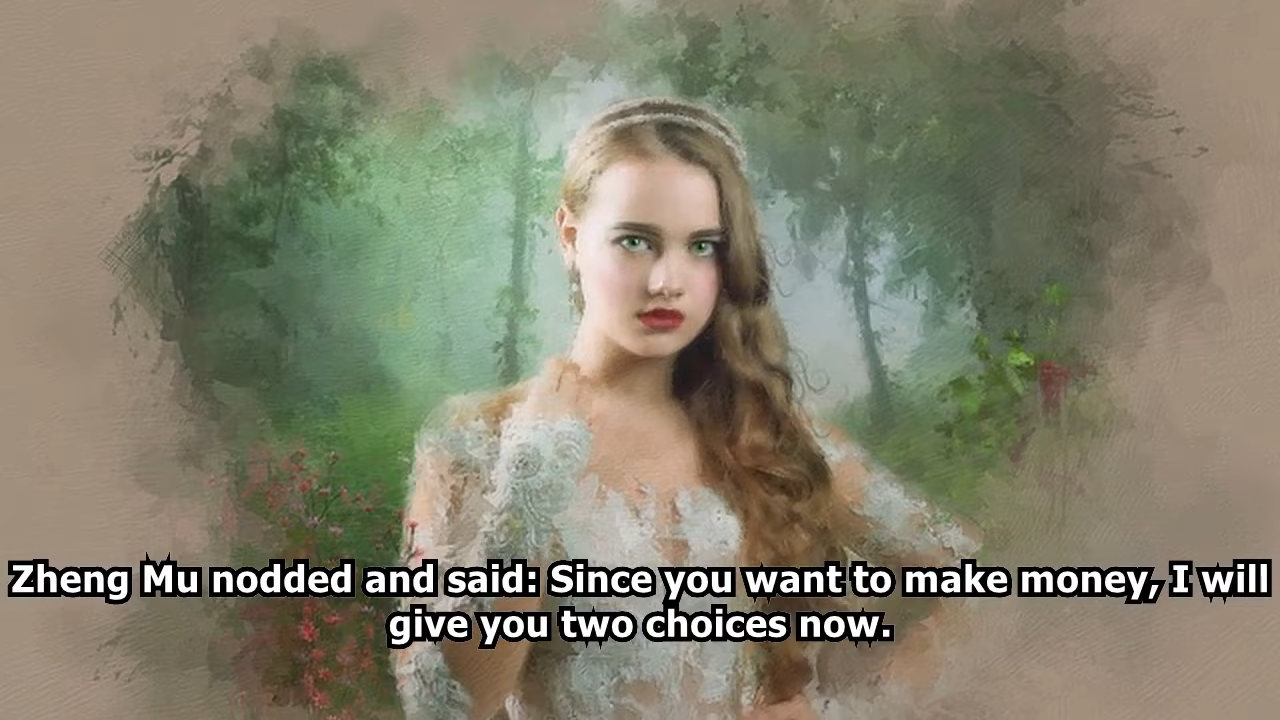 Zheng Mu nodded and said: Since you want to make money, I will
give you two choices now.